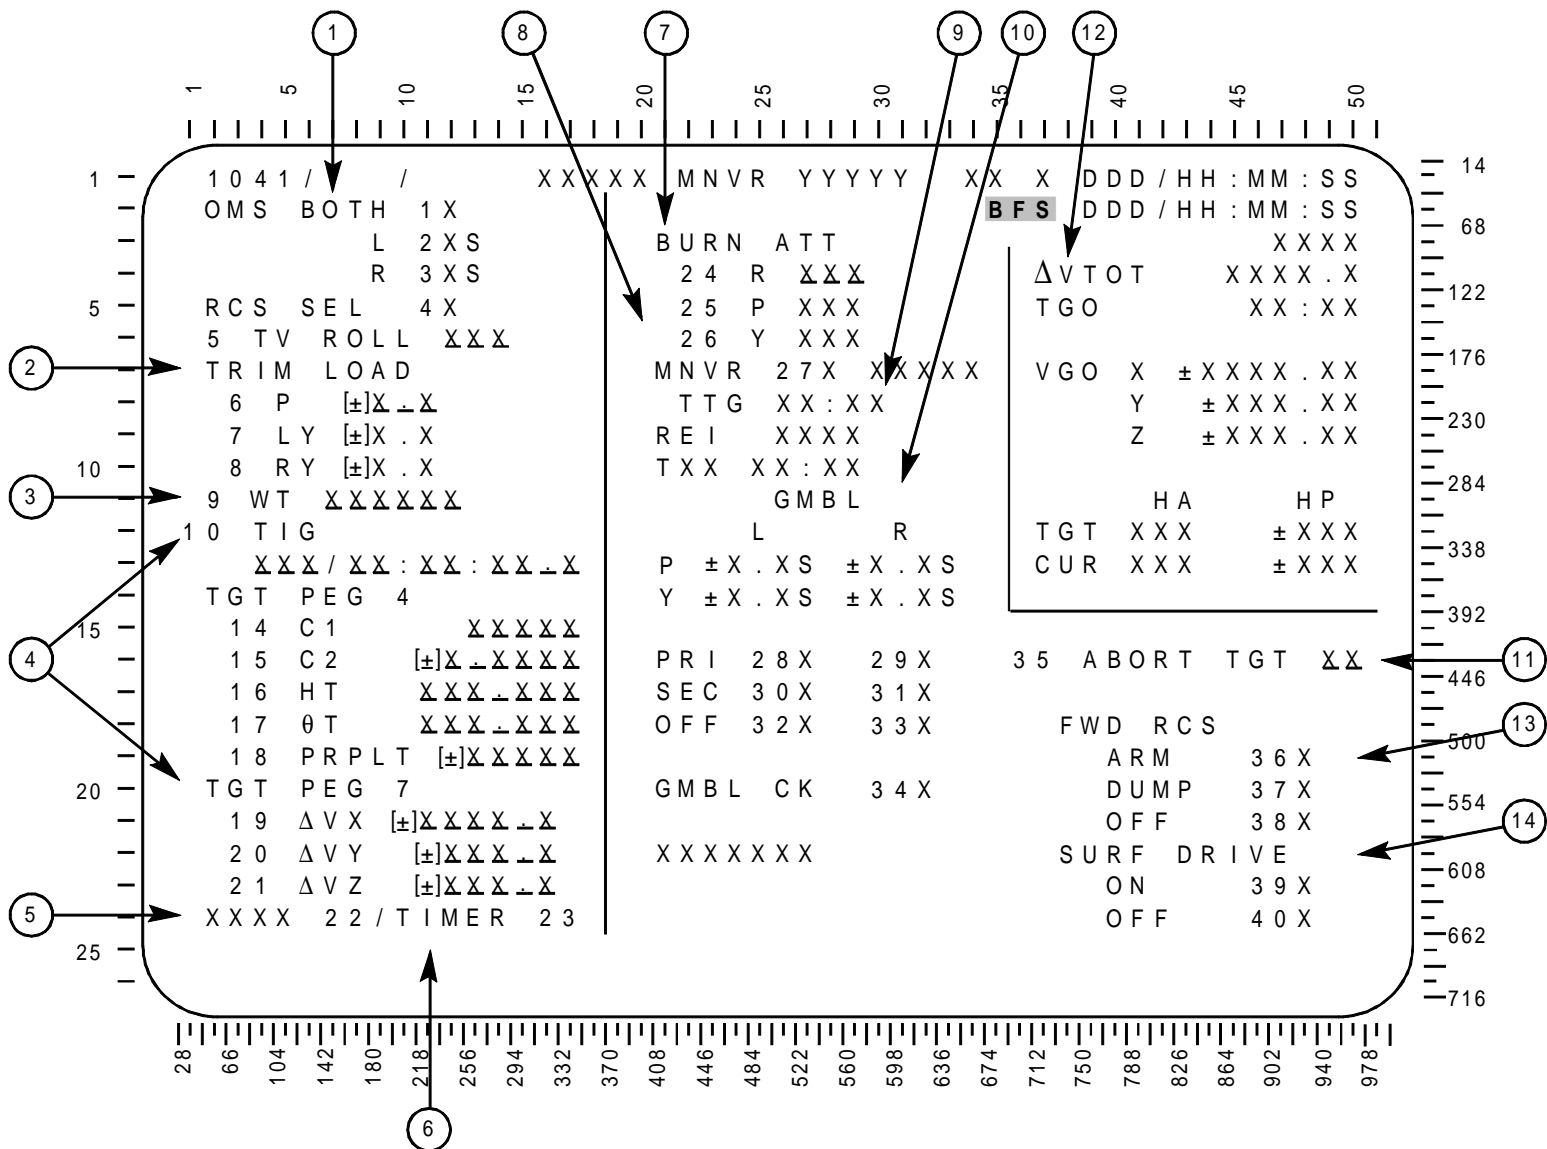 1 8 7 9 10 12
1 5 10 15 20 25 30 35 40 45 50
1 1041/ / XXXXX MNVR YYYYY XX X DDD/HH:MM:SS 14
OMS BOTH 1X BFS DDD/HH:MM:SS
L 2XS BURN ATT XXXX 68
R 3XS 24 R XXX ΔVTOT XXXX.X
5 RCS SEL 4X 25 P XXX TGO XX:XX 122
5 TV ROLL XXX 26 Y XXX
2 TRIM LOAD MNVR 27X XXXXX VGO X ±XXXX.XX 176
6 P [±]X.X TTG XX:XX Y ±XXX.XX
7 LY [±]X.X REI XXXX Z ±XXX.XX 230
10 8 RY [±]X.X TXX XX:XX
3 9 WT XXXXXX GMBL HA HP 284
10 TIG L R TGT XXX ±XXX
XXX/XX:XX:XX.X P ±X.XS ±X.XS CUR XXX ±XXX 338
TGT PEG 4 Y ±X.XS ±X.XS
15 14 C1 XXXXX 392
4 15 C2 [±]X.XXXX PRI 28X 29X 35 ABORT TGT XX 11
16 HT XXX.XXX SEC 30X 31X 446
17 θT XXX.XXX OFF 32X 33X FWD RCS 13
18 PRPLT [±]XXXXX ARM 36X 500
20 TGT PEG 7 GMBL CK 34X DUMP 37X
19 ΔVX [±]XXXX.X OFF 38X 554 14
20 ΔVY [±]XXX.X XXXXXXX SURF DRIVE
21 ΔVZ [±]XXX.X ON 39X 608
5 XXXX 22/TIMER 23 OFF 40X
25 662
716
28 66 104 142 180 218 256 294 332 370 408 446 484 522 560 598 636 674 712 750 788 826 864 902 940 978
6